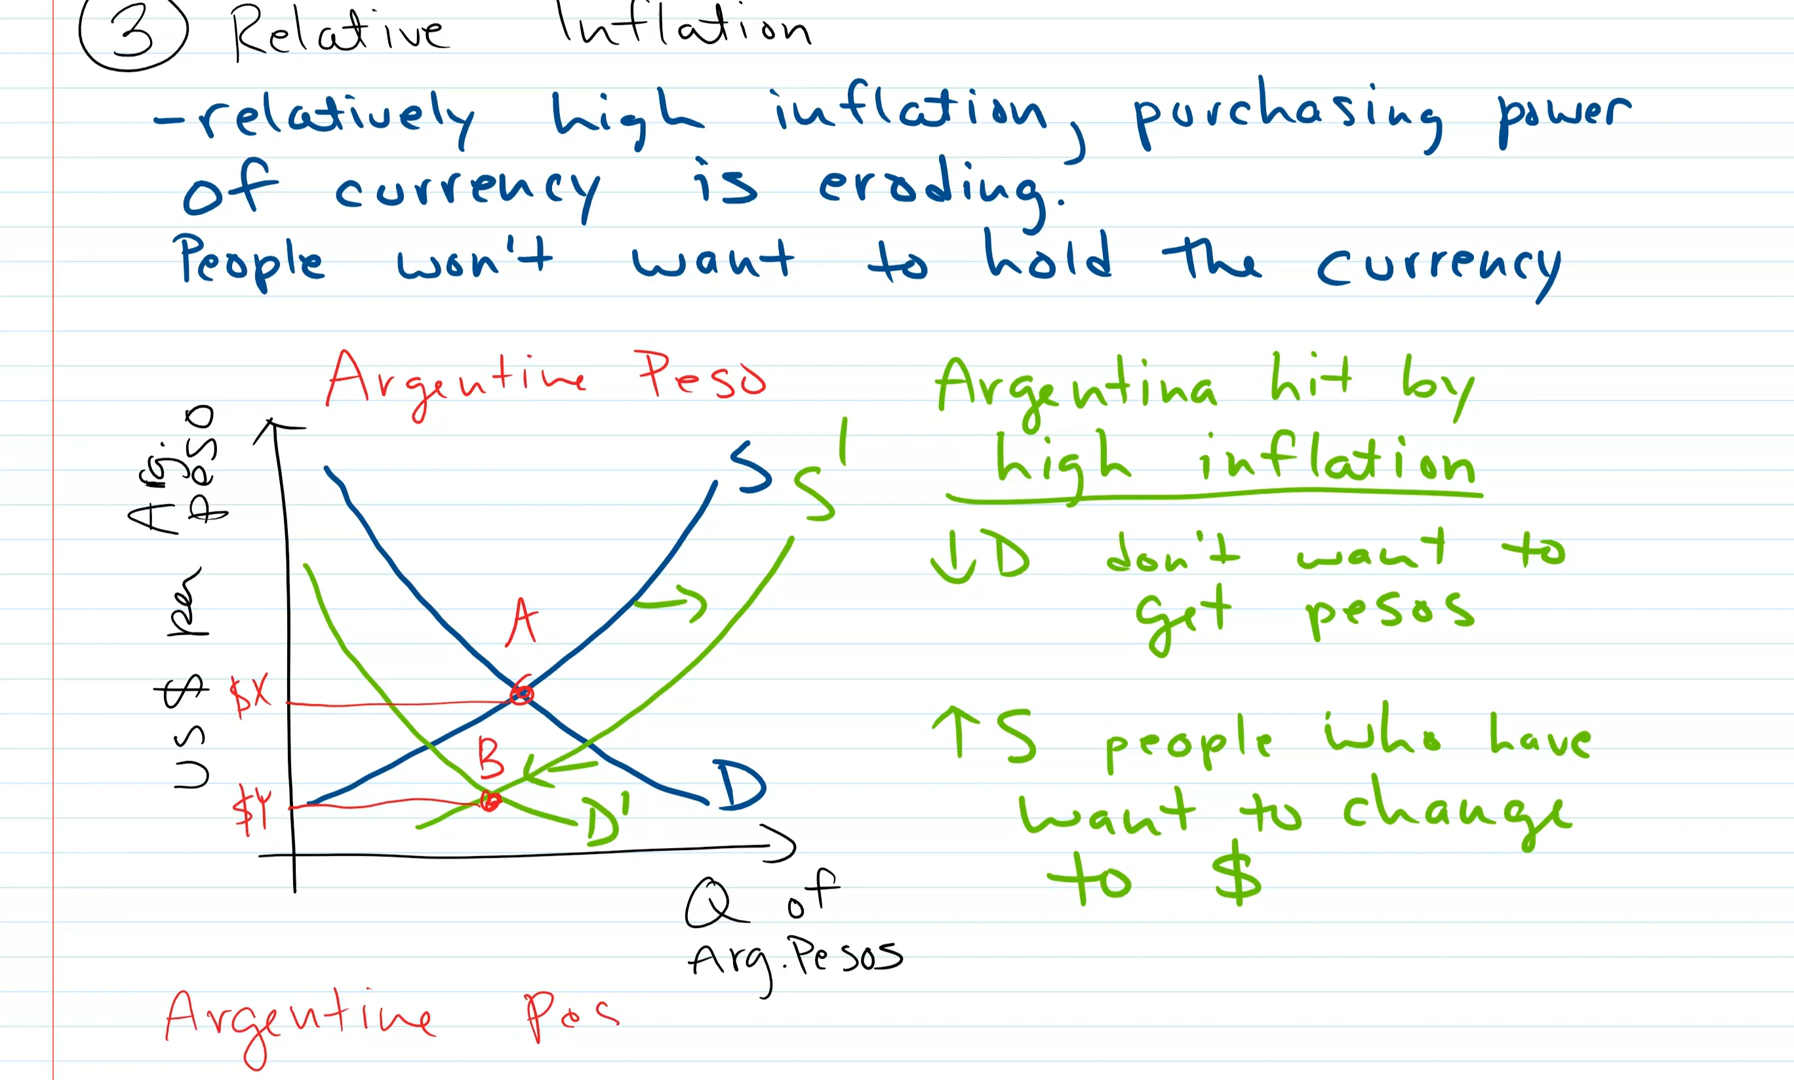 3 Relative Inflation
-relatively high inflation, purchasing power
of currency is eroding.
People won't want to hold the currency
Argentine Peso
US $ per Arg. Peso
S
S'
A
$X
B
$Y
D
D'
Q of
Arg. Pesos
Argentina hit by
high inflation
↓D don't want to
get pesos
↑S people who have
want to change
to $
Argentine Pes